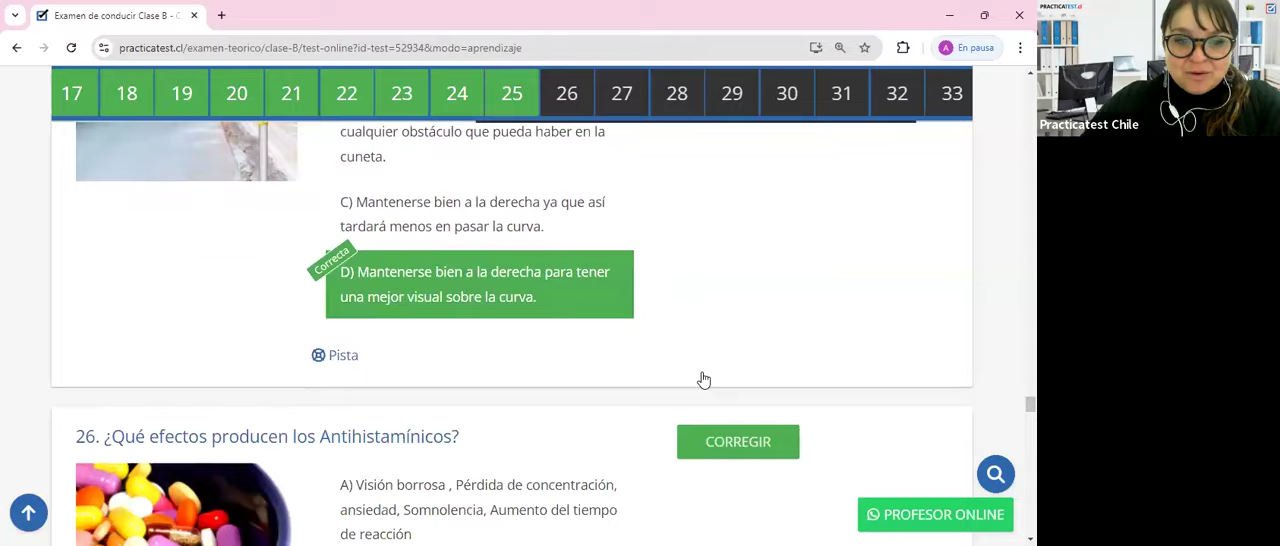 Examen de conducir Clase B - C
practicatest.cl/examen-teorico/clase-B/test-online?id-test=52934&modo=aprendizaje
A
En pausa
PRACTICATEST.cl
Practicatest Chile
17 18 19 20 21 22 23 24 25 26 27 28 29 30 31 32 33
cualquier obstáculo que pueda haber en la
cuneta.
C) Mantenerse bien a la derecha ya que así
tardará menos en pasar la curva.
Correcta
D) Mantenerse bien a la derecha para tener
una mejor visual sobre la curva.
Pista
26. ¿Qué efectos producen los Antihistamínicos?
CORREGIR
A) Visión borrosa , Pérdida de concentración,
ansiedad, Somnolencia, Aumento del tiempo
de reacción
PROFESOR ONLINE